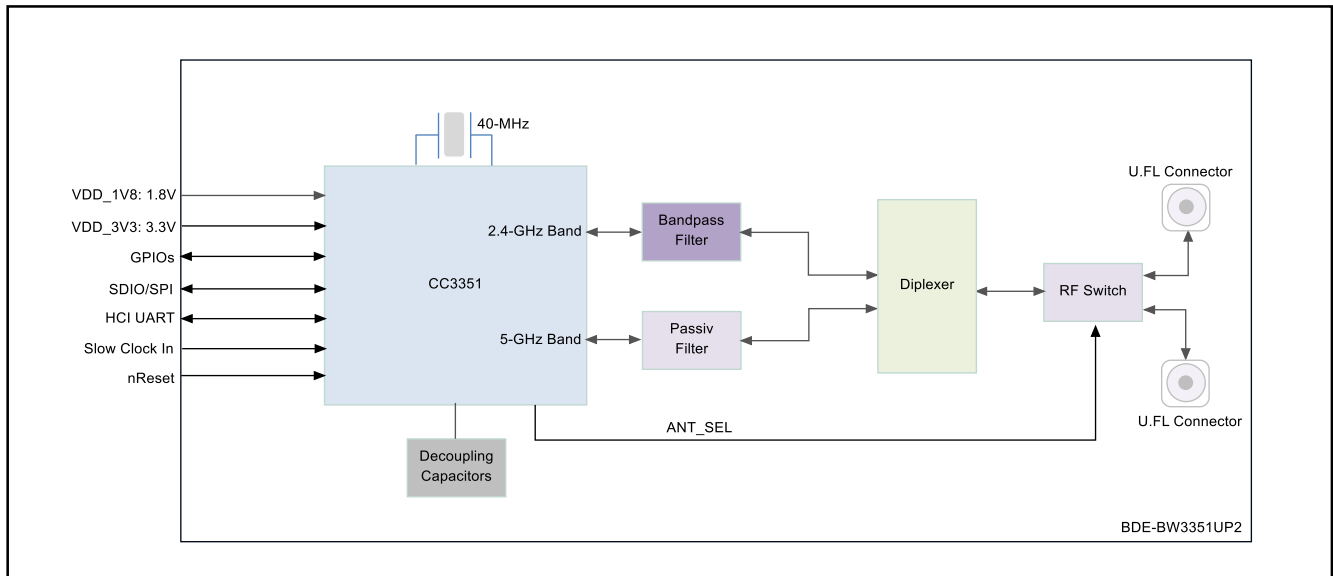 40-MHz
U.FL Connector
VDD_1V8: 1.8V
VDD_3V3: 3.3V
GPIOs
SDIO/SPI
HCI UART
Slow Clock In
nReset
CC3351
2.4-GHz Band
5-GHz Band
Bandpass
Filter
Passiv
Filter
Diplexer
RF Switch
U.FL Connector
ANT_SEL
Decoupling
Capacitors
BDE-BW3351UP2